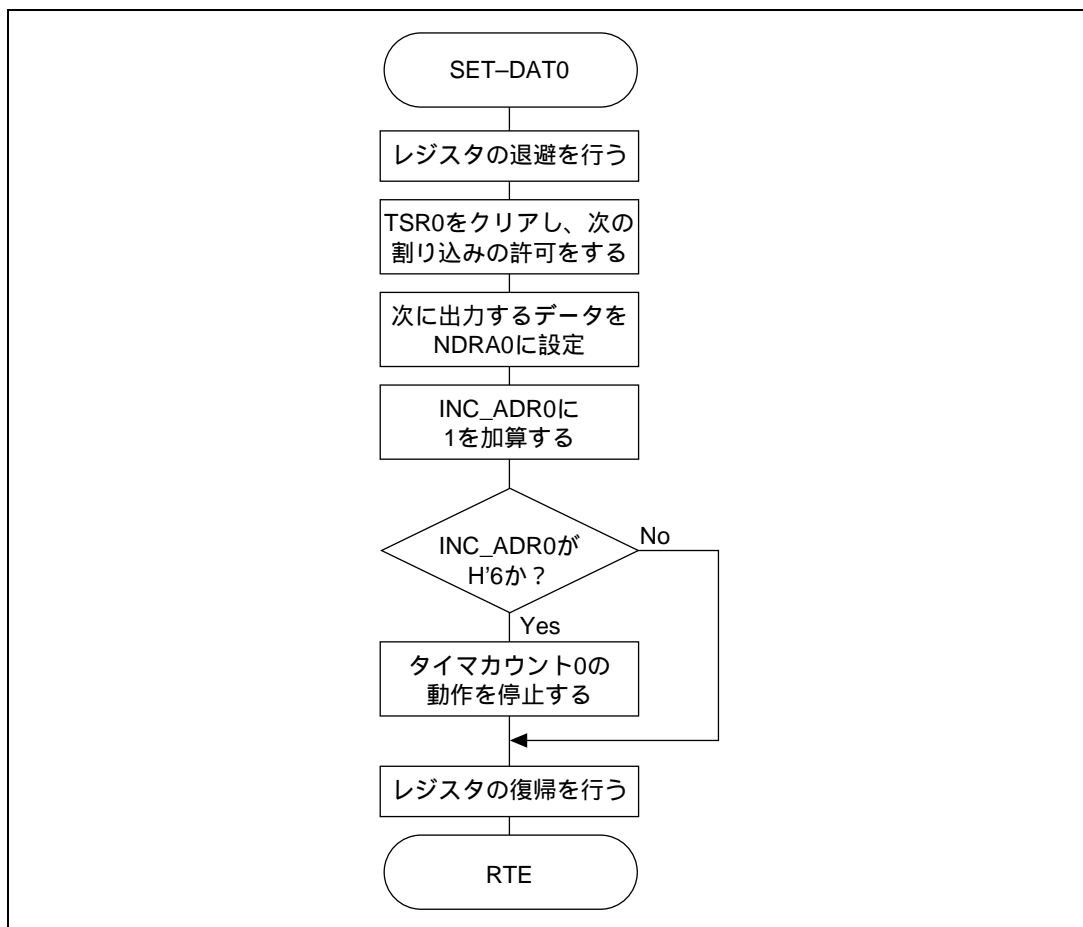 SET–DAT0
レジスタの退避を行う
TSR0をクリアし、次の
割り込みの許可をする
次に出力するデータを
NDRA0に設定
INC_ADR0に
1を加算する
INC_ADR0が
H'6か？
No
Yes
タイマカウント0の
動作を停止する
レジスタの復帰を行う
RTE